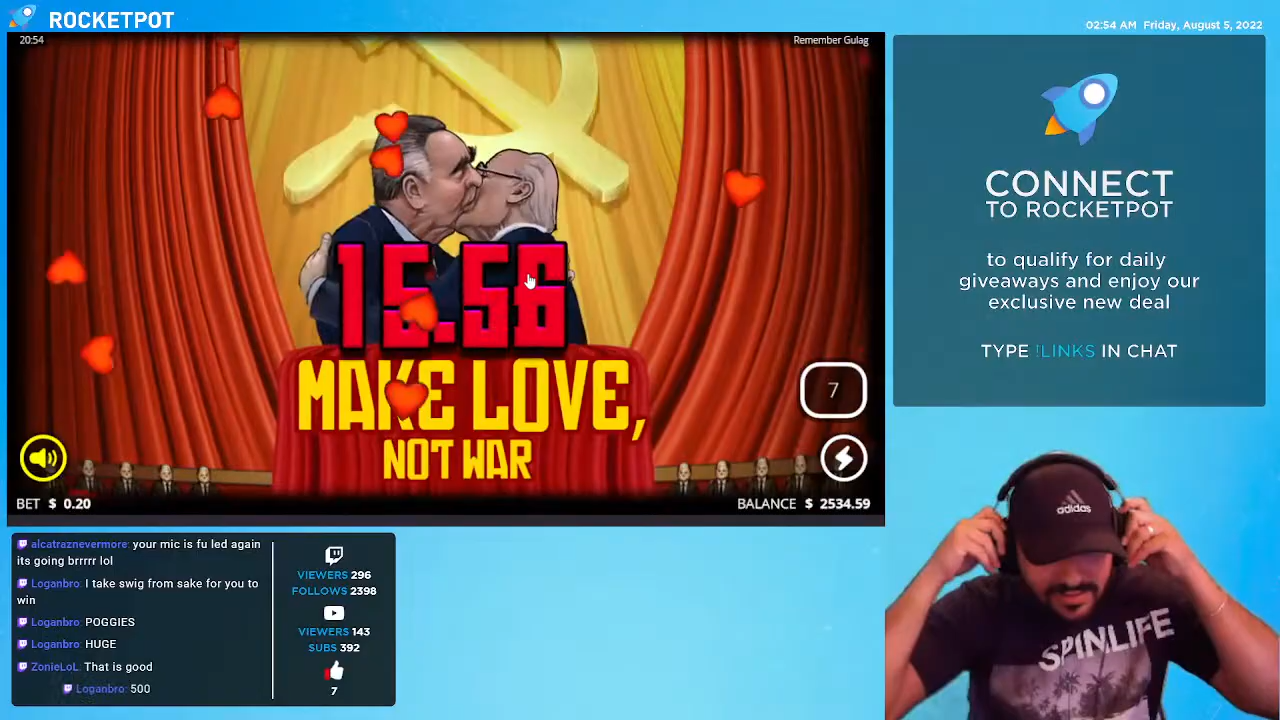 ROCKETPOT
02:54 AM Friday, August 5, 2022
20:54
Remember Gulag
15.56
MAKE LOVE,
NOT WAR
7
BET $ 0.20
BALANCE $ 2534.59
CONNECT
TO ROCKETPOT
to qualify for daily
giveaways and enjoy our
exclusive new deal
TYPE !LINKS IN CHAT
alcatraznevermore: your mic is fu led again
its going brrrrr lol
Loganbro: I take swig from sake for you to
win
Loganbro: POGGIES
Loganbro: HUGE
ZonieLoL: That is good
Loganbro: 500
VIEWERS 296
FOLLOWS 2398
VIEWERS 143
SUBS 392
7
adidas
SPINLIFE